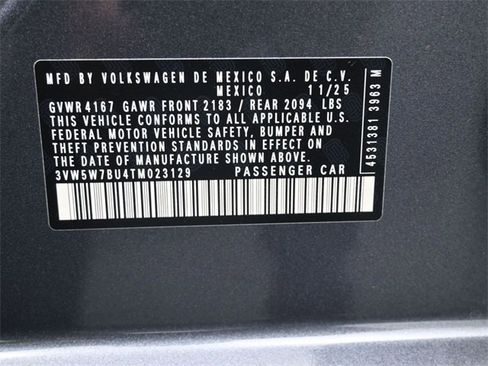 MFD BY VOLKSWAGEN DE MEXICO S.A. DE C.V.
MEXICO 11/25
GVWR 4167 GAWR FRONT 2183 / REAR 2094 LBS
THIS VEHICLE CONFORMS TO ALL APPLICABLE
FEDERAL MOTOR VEHICLE SAFETY, BUMPER AND
THEFT PREVENTION STANDARDS IN EFFECT ON
THE DATE OF MANUFACTURE SHOWN ABOVE.
3VW5W7BU4TM023129 PASSENGER CAR
4531381 3963 M